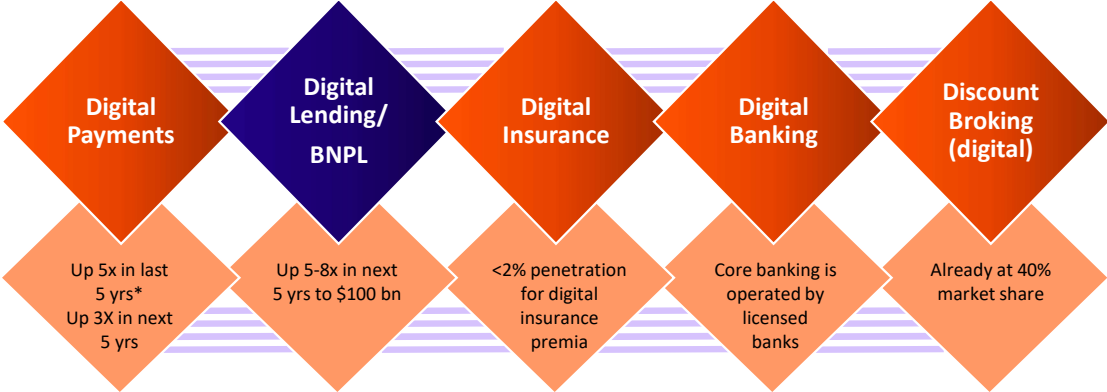 Digital
Payments
Digital
Lending/
BNPL
Digital
Insurance
Digital
Banking
Discount
Broking
(digital)
Up 5x in last
5 yrs*
Up 3X in next
5 yrs
Up 5-8x in next
5 yrs to $100 bn
<2% penetration
for digital
insurance
premia
Core banking is
operated by
licensed
banks
Already at 40%
market share